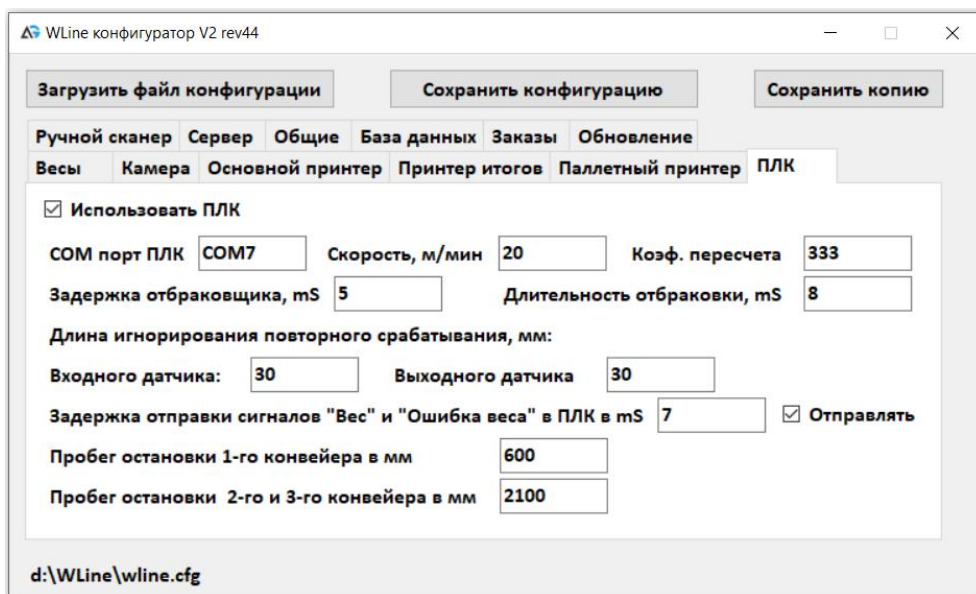 WLine конфигуратор V2 rev44
Загрузить файл конфигурации Сохранить конфигурацию Сохранить копию
Ручной сканер Сервер Общие База данных Заказы Обновление
Весы Камера Основной принтер Принтер итогов Паллетный принтер ПЛК
Использовать ПЛК
COM порт ПЛК COM7 Скорость, м/мин 20 Коэф. пересчета 333
Задержка отбраковщика, mS 5 Длительность отбраковки, mS 8
Длина игнорирования повторного срабатывания, мм:
Входного датчика: 30 Выходного датчика 30
Задержка отправки сигналов "Вес" и "Ошибка веса" в ПЛК в mS 7 Отправлять
Пробег остановки 1-го конвейера в мм 600
Пробег остановки 2-го и 3-го конвейера в мм 2100
d:\WLine\wline.cfg